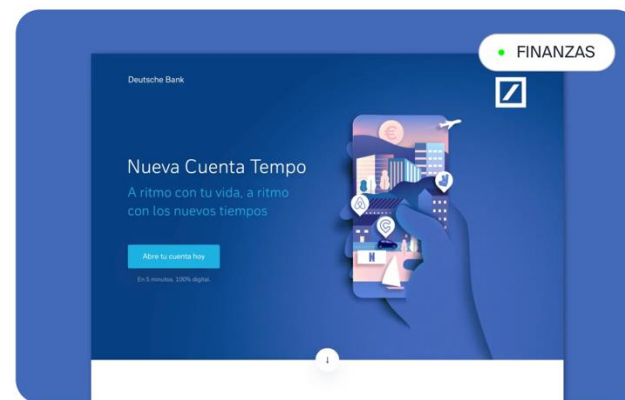 FINANZAS
Deutsche Bank
Nueva Cuenta Tempo
A ritmo con tu vida, a ritmo
con los nuevos tiempos
Abre tu cuenta hoy
En 5 minutos. 100% digital.
N